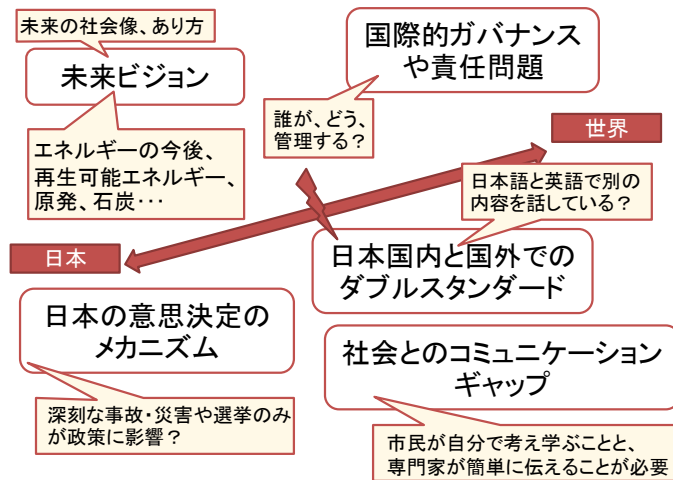 未来の社会像、あり方
未来ビジョン
エネルギーの今後、
再生可能エネルギー、
原発、石炭･･･
国際的ガバナンス
や責任問題
誰が、どう、
管理する？
世界
日本語と英語で別の
内容を話している？
日本
日本国内と国外での
ダブルスタンダード
日本の意思決定の
メカニズム
深刻な事故・災害や選挙のみ
が政策に影響？
社会とのコミュニケーション
ギャップ
市民が自分で考え学ぶことと、
専門家が簡単に伝えることが必要